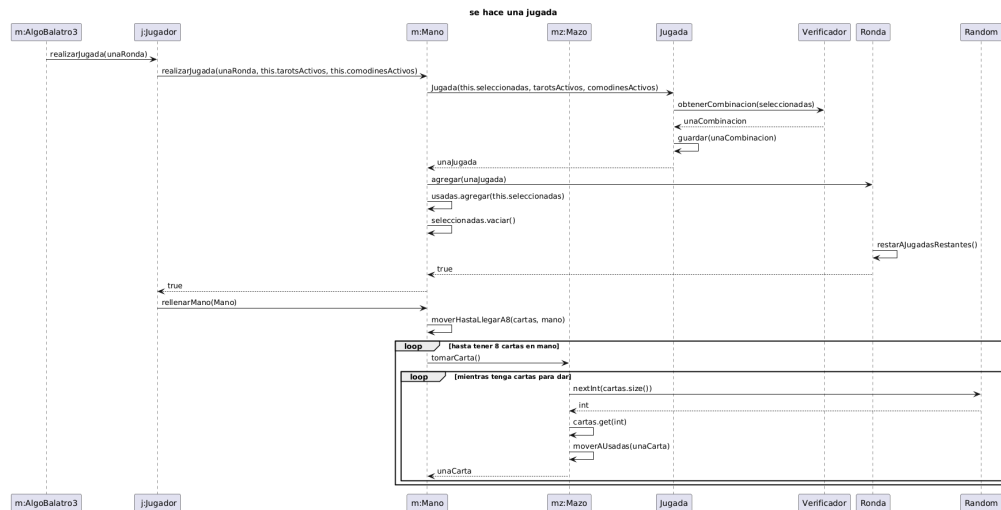 se hace una jugada
m:AlgoBalatro3
j:Jugador
m:Mano
mz:Mazo
Jugada
Verificador
Ronda
Random
realizarJugada(unaRonda)
realizarJugada(unaRonda, this.tarotsActivos, this.comodinesActivos)
Jugada(this.seleccionadas, tarotsActivos, comodinesActivos)
obtenerCombinacion(seleccionadas)
unaCombinacion
guardar(unaCombinacion)
unaJugada
agregar(unaJugada)
usadas.agregar(this.seleccionadas)
seleccionadas.vaciar()
restarAJugadasRestantes()
true
true
rellenarMano(Mano)
moverHastaLlegarA8(cartas, mano)
loop [hasta tener 8 cartas en mano]
tomarCarta()
loop [mientras tenga cartas para dar]
nextInt(cartas.size())
int
cartas.get(int)
moverAUsadas(unaCarta)
unaCarta
m:AlgoBalatro3
j:Jugador
m:Mano
mz:Mazo
Jugada
Verificador
Ronda
Random